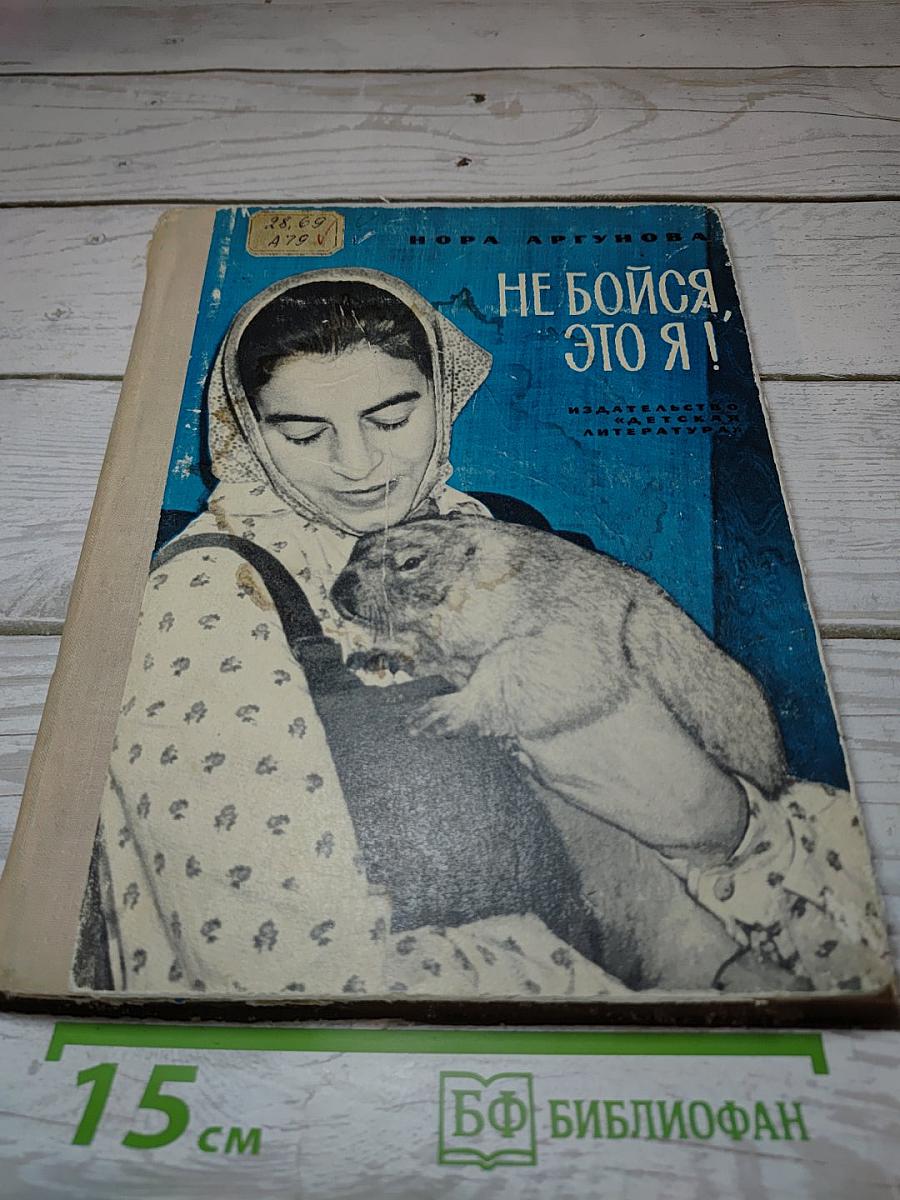 28.69
А79
НОРА АРГУНОВА
НЕ БОЙСЯ,
ЭТО Я!
ИЗДАТЕЛЬСТВО
«ДЕТСКАЯ
ЛИТЕРАТУРА»
15 см
БФ БИБЛИОФАН